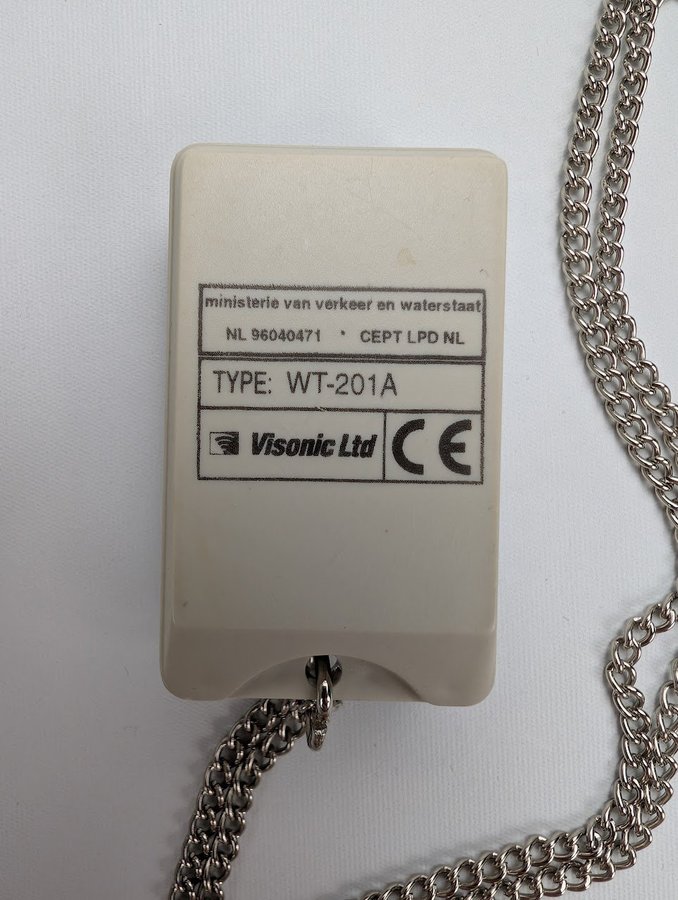 ministerie van verkeer en waterstaat
NL 96040471 * CEPT LPD NL
TYPE: WT-201A
Visonic Ltd CE